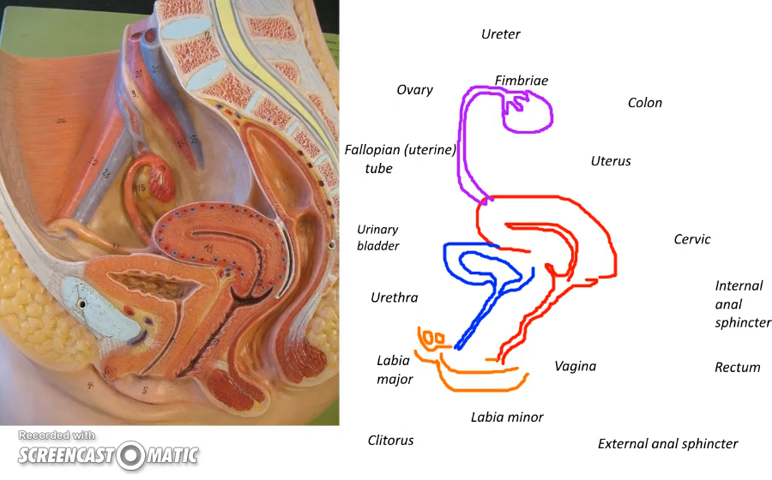 Ureter
Fimbriae
Ovary
Colon
Fallopian (uterine)
tube
Uterus
Urinary
bladder
Cervic
Internal
anal
sphincter
Urethra
Labia
major
Vagina
Rectum
Labia minor
Clitorus
External anal sphincter
Recorded with
SCREENCAST-O-MATIC